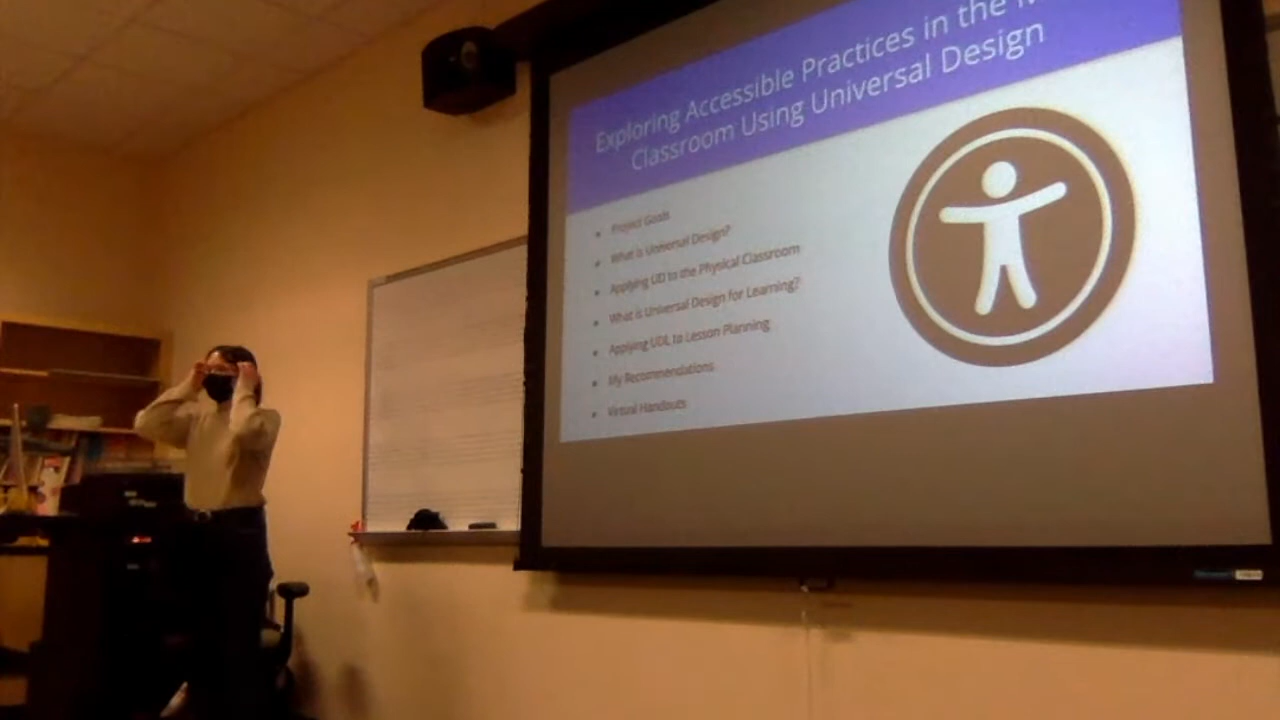 Exploring Accessible Practices in the
Classroom Using Universal Design
Project Goals
What is Universal Design?
Applying UD to the Physical Classroom
What is Universal Design for Learning?
Applying UDL to Lesson Planning
My Recommendations
Virtual Handouts